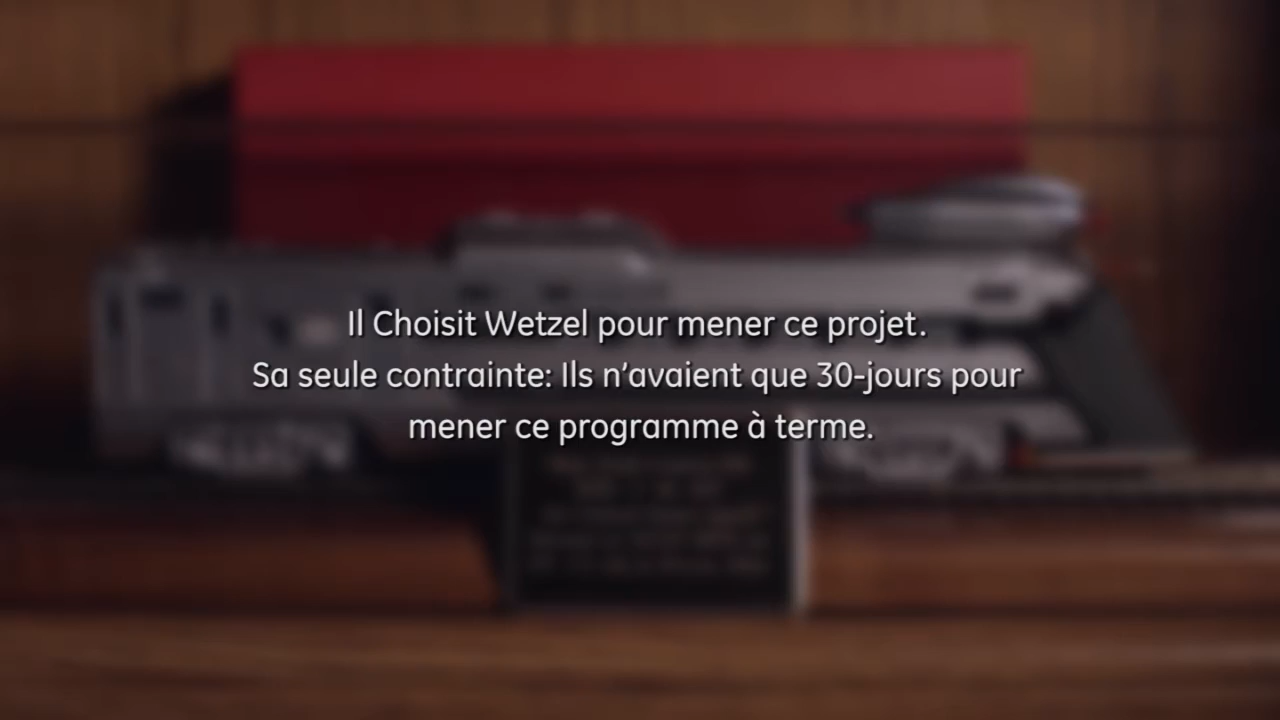 Il Choisit Wetzel pour mener ce projet.
Sa seule contrainte: Ils n’avaient que 30-jours pour
mener ce programme à terme.